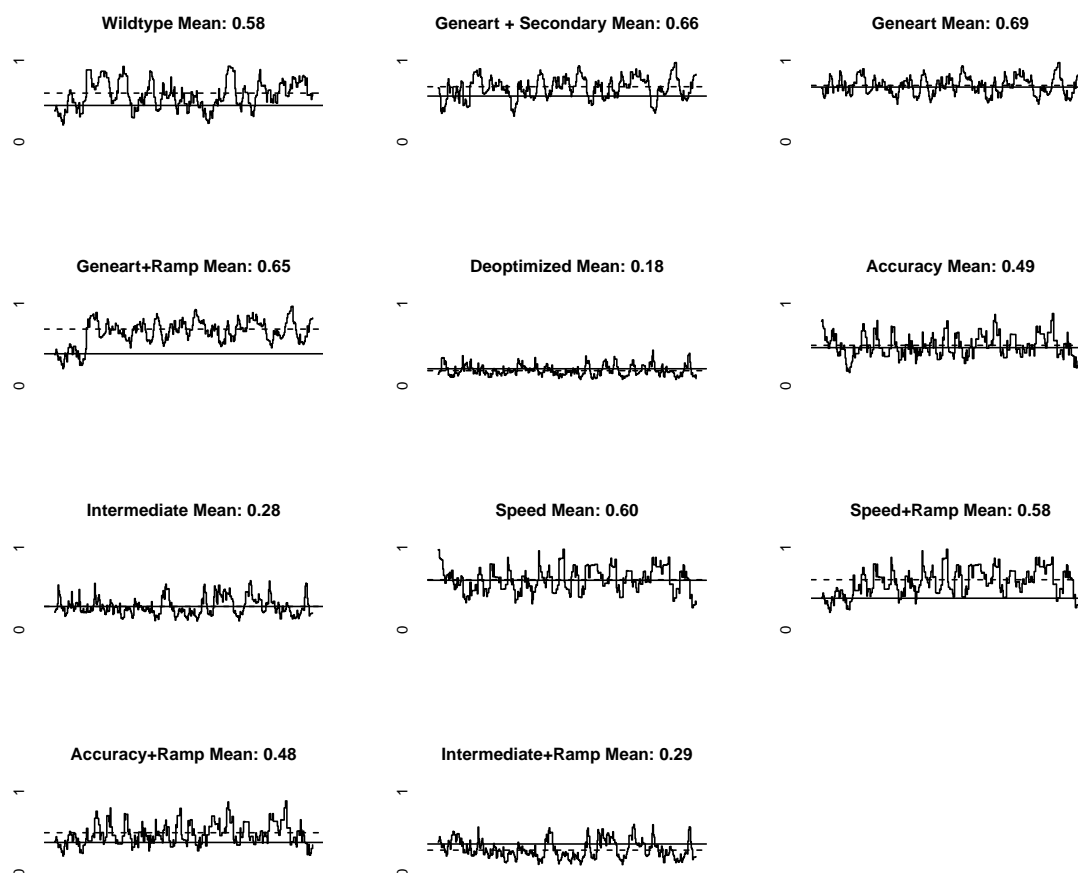 Wildtype Mean: 0.58
Geneart + Secondary Mean: 0.66
Geneart Mean: 0.69
1
0
1
0
1
0
Geneart+Ramp Mean: 0.65
Deoptimized Mean: 0.18
Accuracy Mean: 0.49
1
0
1
0
1
0
Intermediate Mean: 0.28
Speed Mean: 0.60
Speed+Ramp Mean: 0.58
1
0
1
0
1
0
Accuracy+Ramp Mean: 0.48
Intermediate+Ramp Mean: 0.29
1
0
1
0